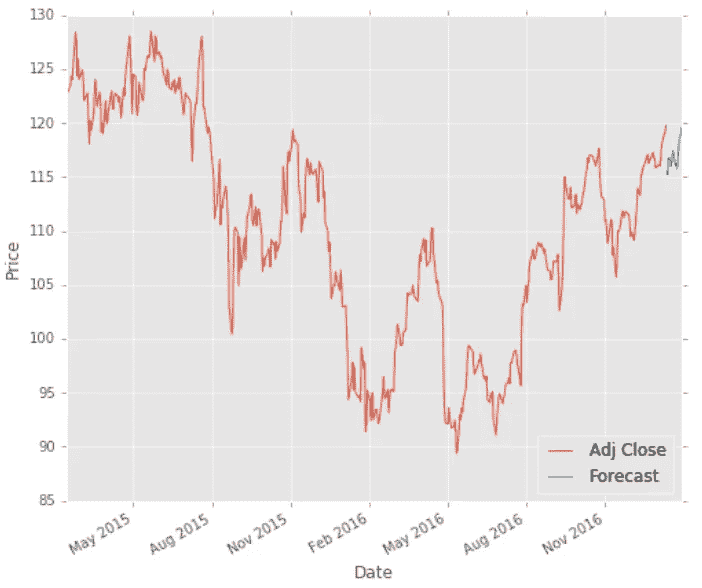 130
125
120
115
110
105
100
95
90
85
Price
Adj Close
Forecast
May 2015
Aug 2015
Nov 2015
Feb 2016
May 2016
Aug 2016
Nov 2016
Date